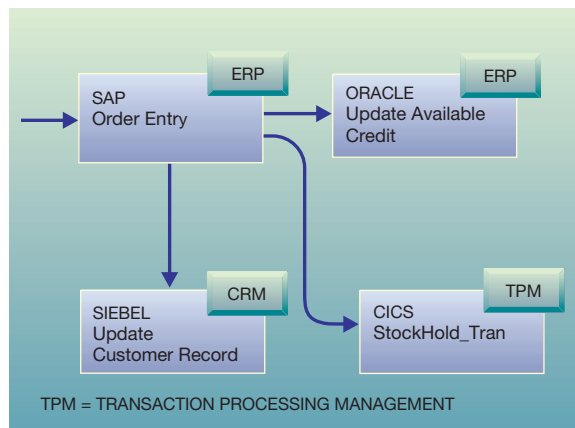 ERP
SAP
Order Entry
ERP
ORACLE
Update Available
Credit
CRM
SIEBEL
Update
Customer Record
TPM
CICS
StockHold_Tran
TPM = TRANSACTION PROCESSING MANAGEMENT